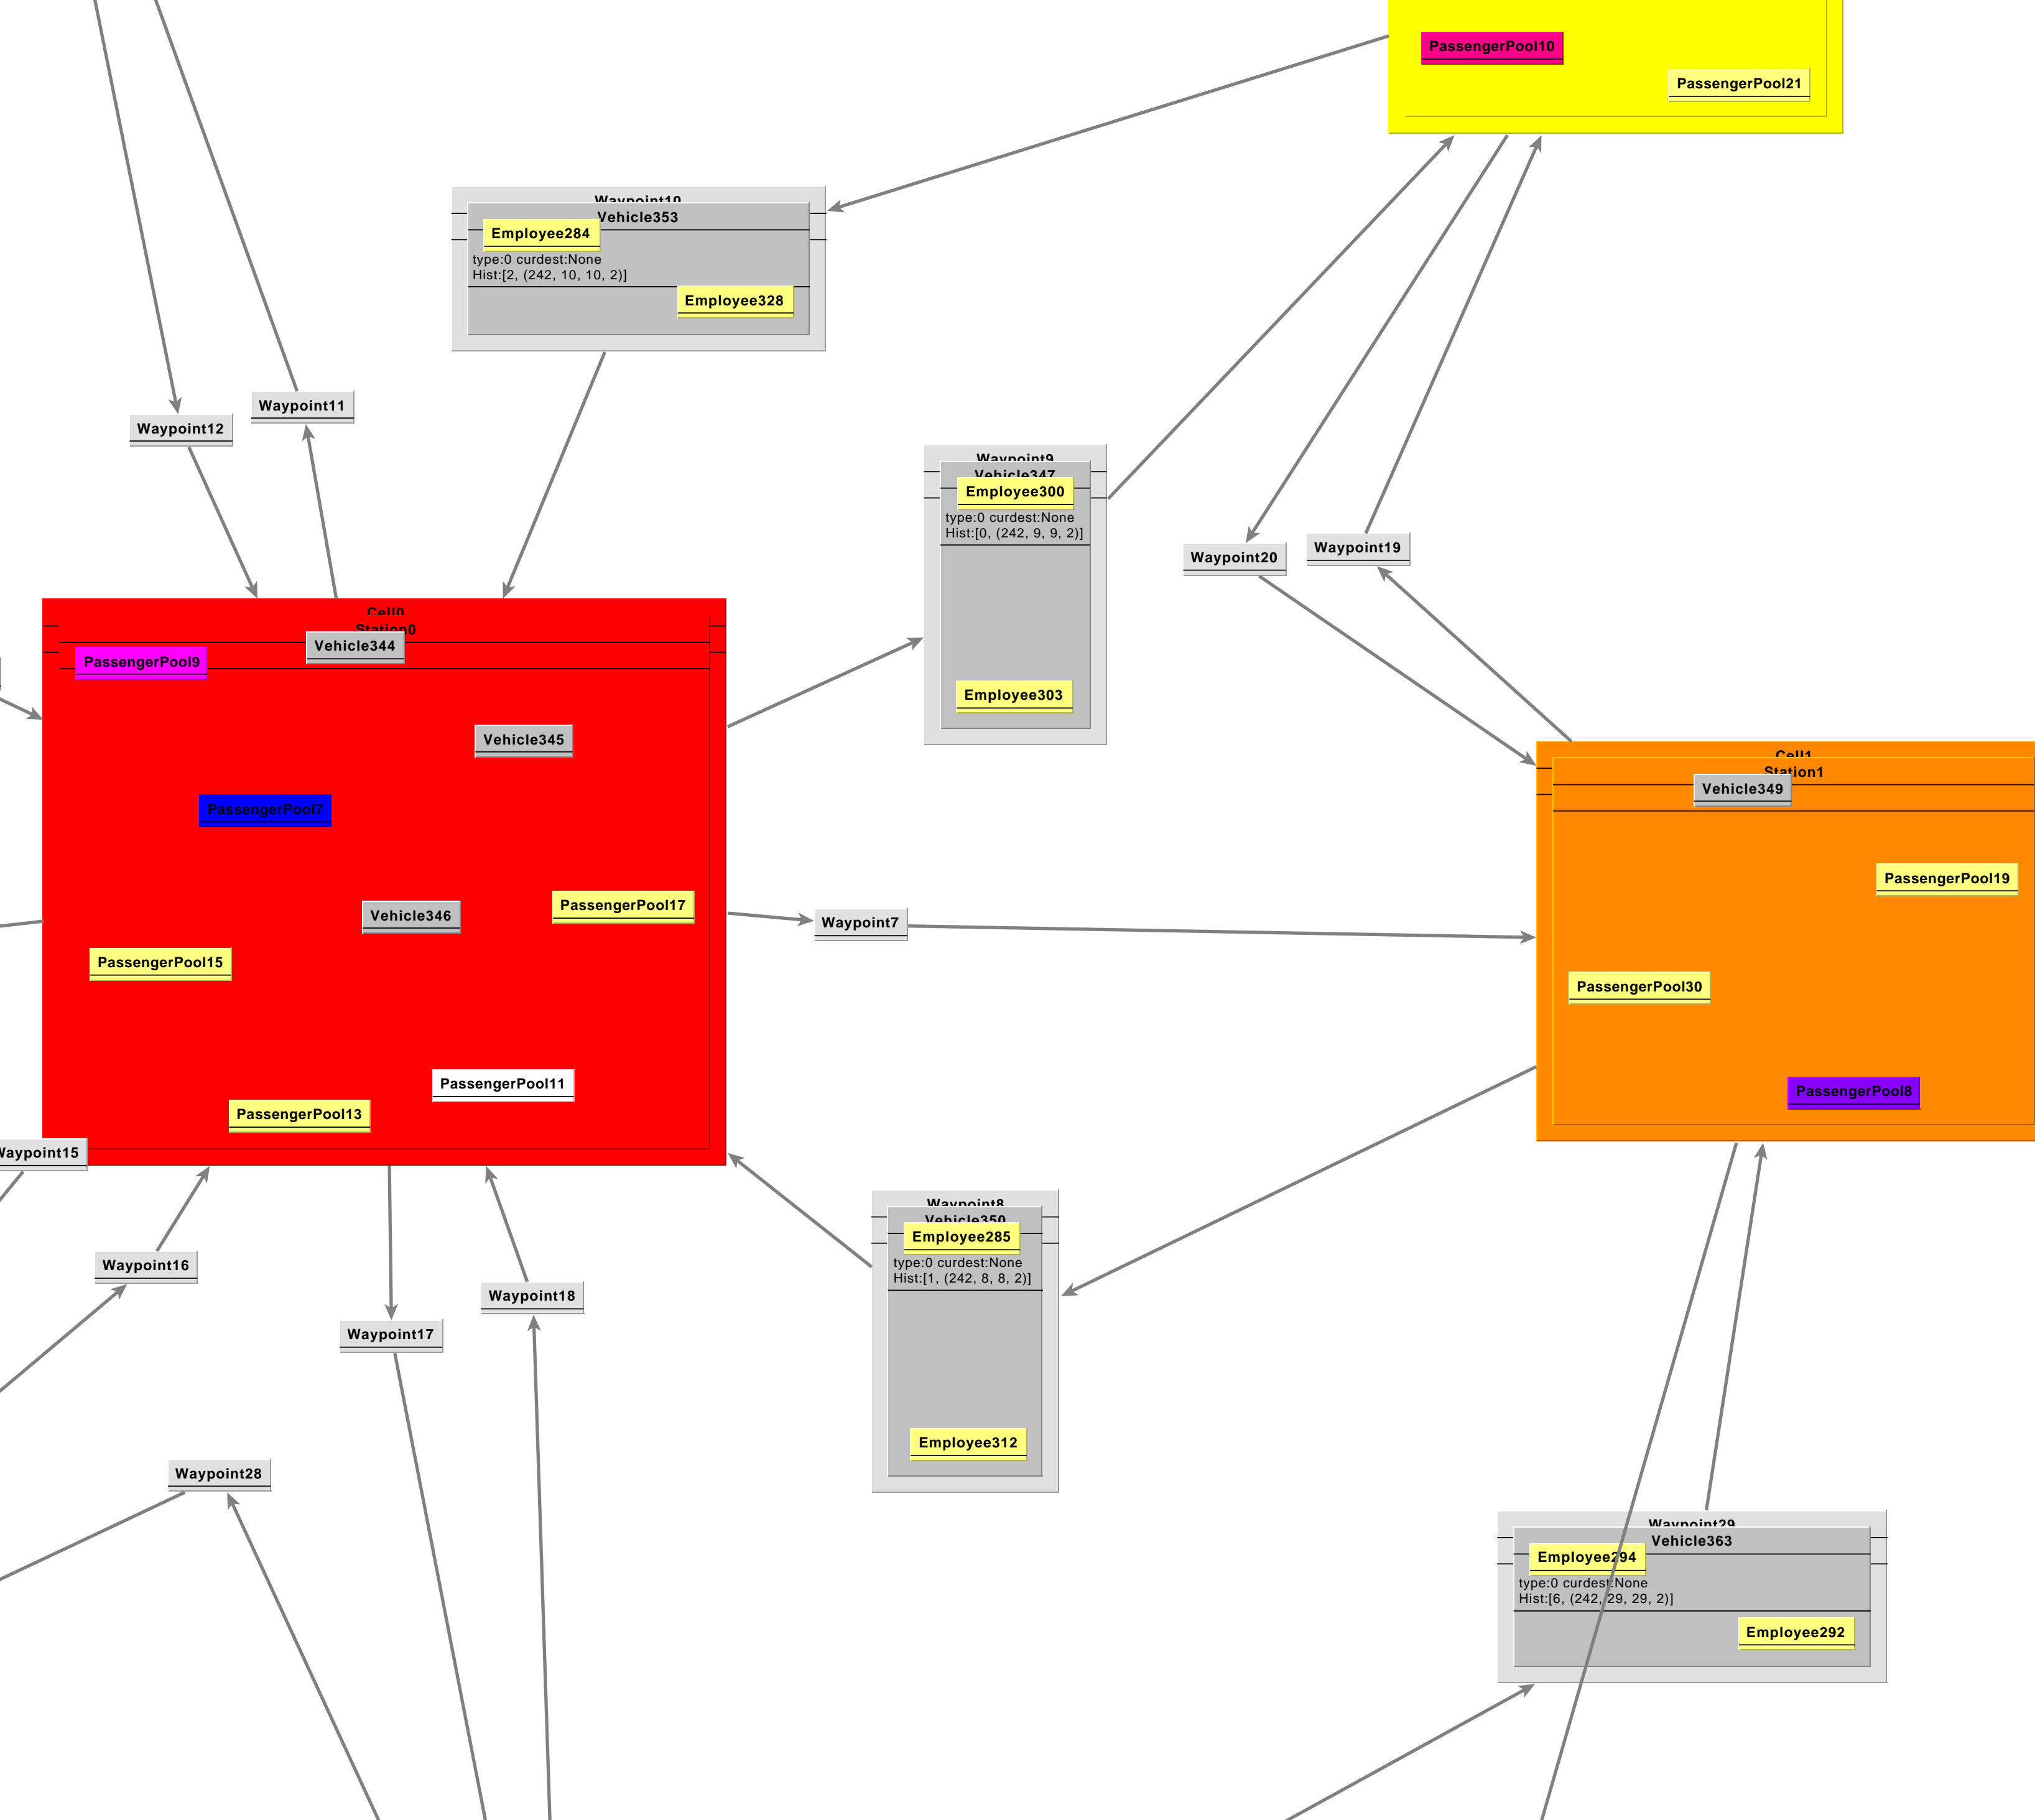 PassengerPool10
PassengerPool21
Waypoint10
Vehicle353
Employee284
type:0 curdest:None
Hist:[2, (242, 10, 10, 2)]
Employee328
Waypoint11
Waypoint12
Waypoint9
Vehicle347
Employee300
type:0 curdest:None
Hist:[0, (242, 9, 9, 2)]
Employee303
Waypoint19
Waypoint20
Cell0
Station0
Vehicle344
PassengerPool9
Vehicle345
PassengerPool7
PassengerPool17
Vehicle346
PassengerPool15
PassengerPool11
PassengerPool13
Waypoint7
Cell1
Station1
Vehicle349
PassengerPool19
PassengerPool30
PassengerPool8
Waypoint15
Waypoint8
Vehicle350
Employee285
type:0 curdest:None
Hist:[1, (242, 8, 8, 2)]
Employee312
Waypoint16
Waypoint18
Waypoint17
Waypoint28
Waypoint29
Vehicle363
Employee294
type:0 curdest:None
Hist:[6, (242, 29, 29, 2)]
Employee292